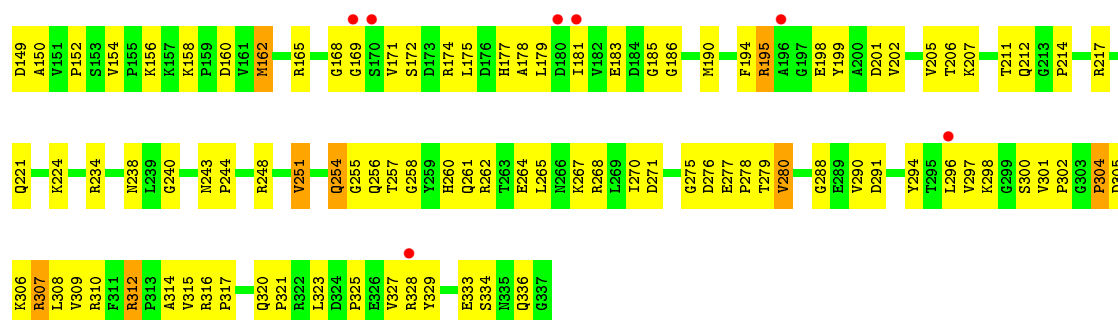 D149 A150 V151 P152 S153 V154 P155 K156 K157 K158 P159 D160 V161 M162 R165 G168 G169 S170 V171 S172 D173 R174 L175 D176 H177 A178 L179 D180 I181 V182 E183 D184 G185 G186 M190 F194 R195 A196 G197 E198 Y199 A200 D201 V202 V205 T206 K207 T211 Q212 G213 P214 R217
Q221 K224 R234 N238 L239 G240 N243 P244 R248 V251 Q254 G255 Q256 T257 G258 Y259 H260 Q261 R262 T263 E264 L265 N266 K267 R268 L269 I270 D271 G275 D276 E277 P278 T279 V280 G288 E289 V290 D291 Y294 T295 L296 V297 K298 G299 S300 V301 P302 G303 P304 D305
K306 R307 L308 V309 R310 F311 R312 P313 A314 V315 R316 P317 Q320 P321 R322 L323 D324 P325 E326 V327 R328 Y329 E333 S334 N335 Q336 G337